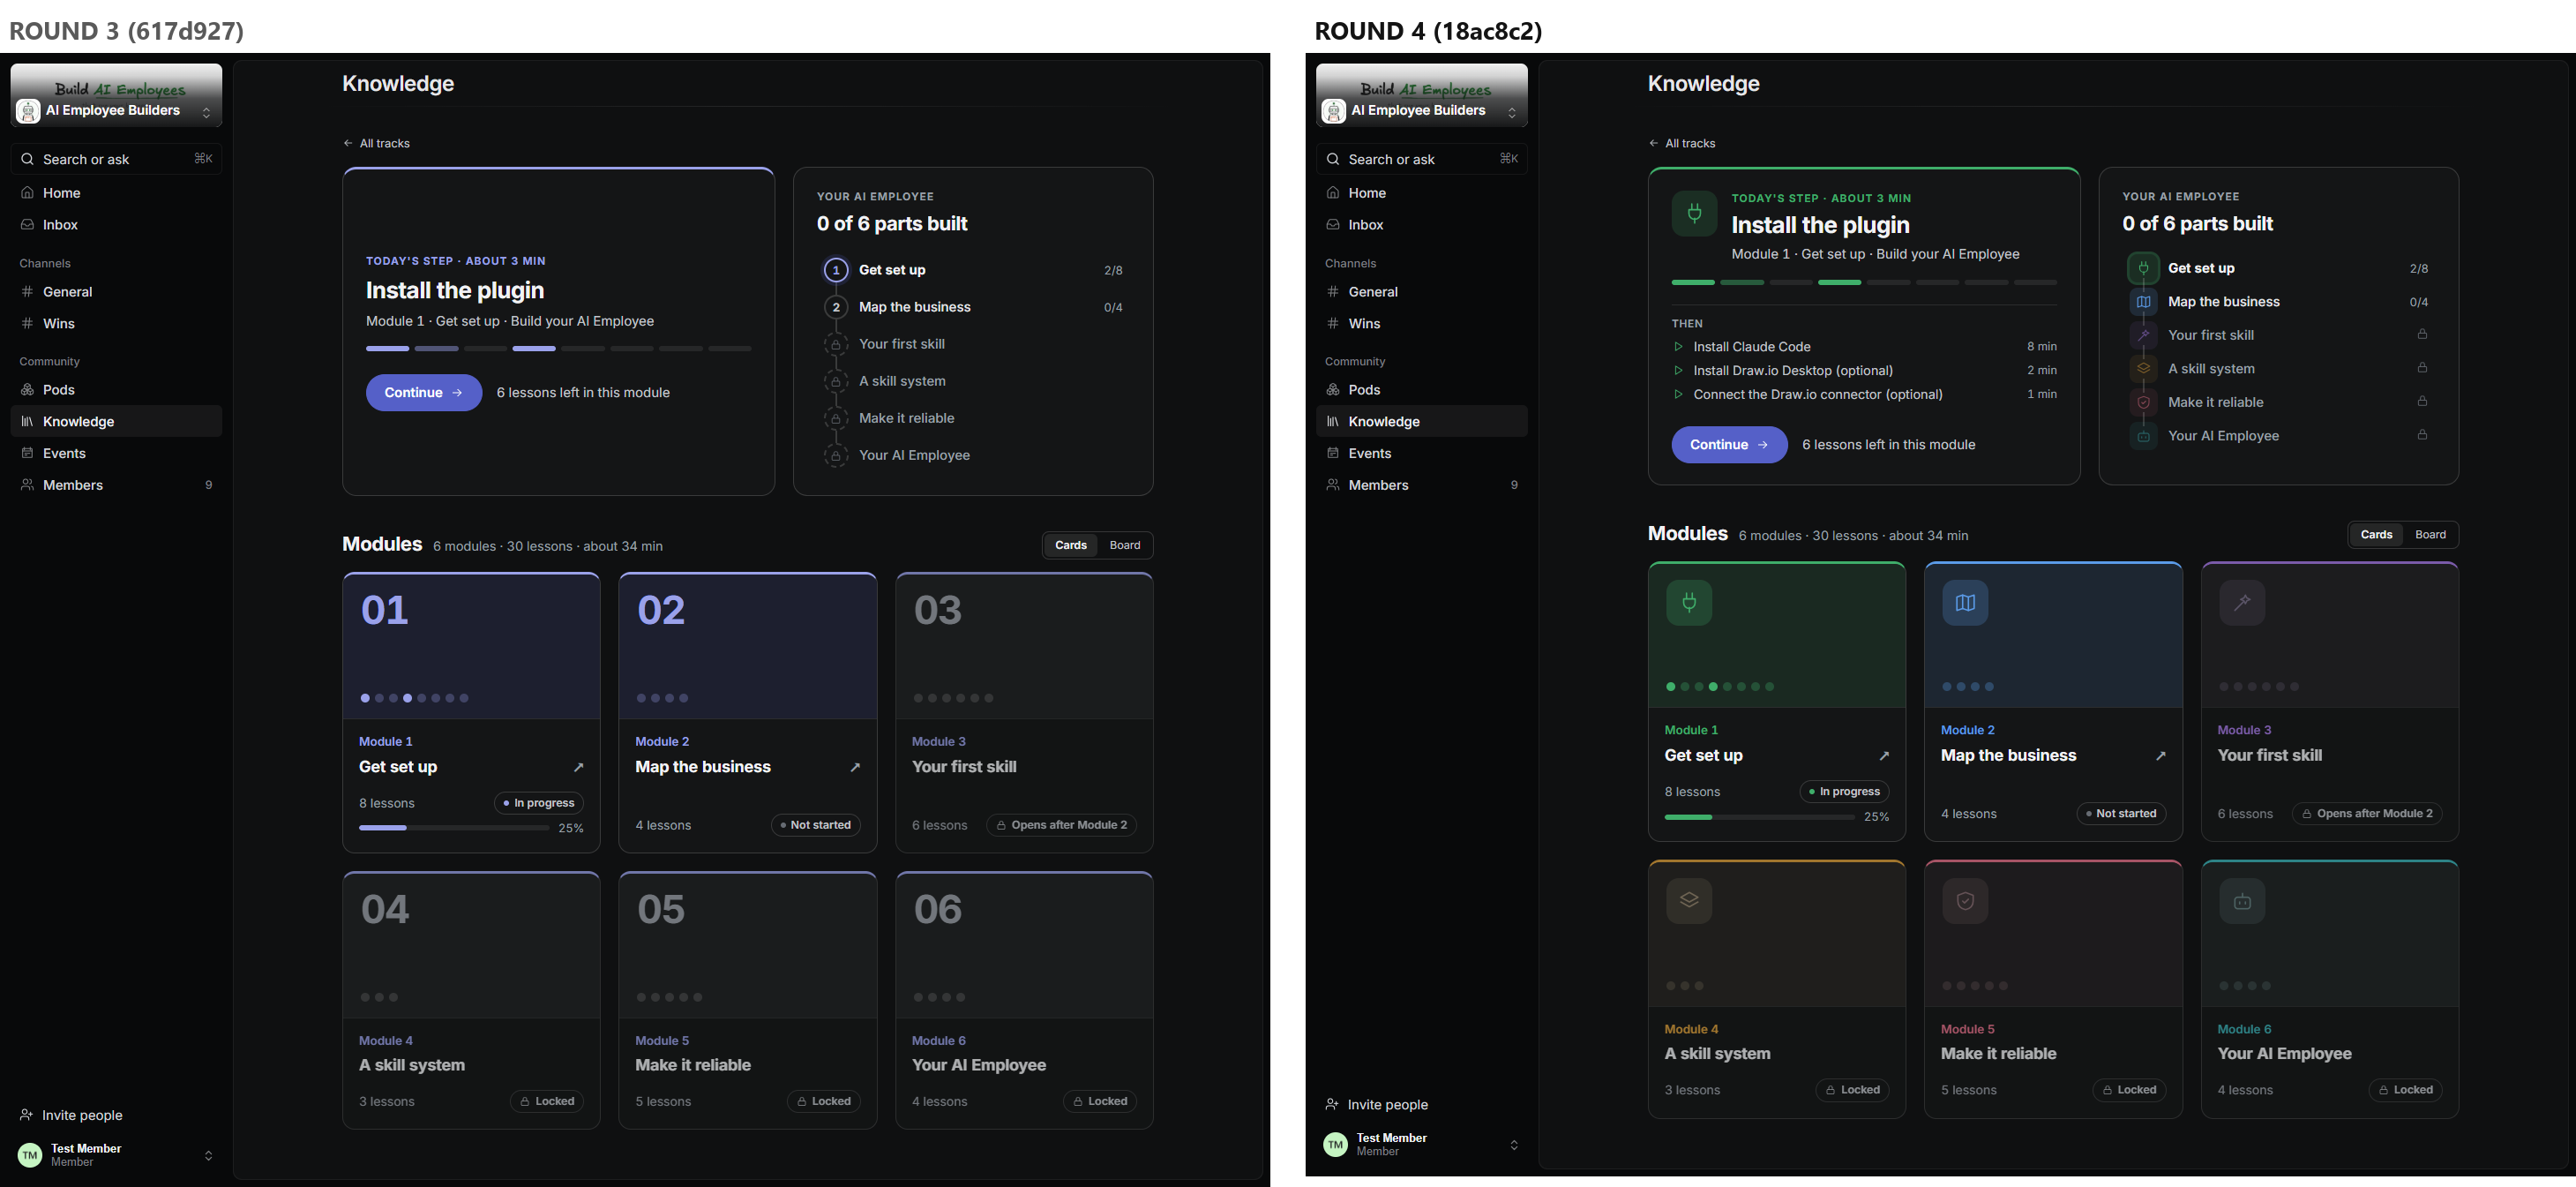 ROUND 3 (617d927)
Build AI Employees
AI Employee Builders
Search or ask ⌘K
Home
Inbox
Channels
# General
# Wins
Community
Pods
Knowledge
Events
Members 9
Invite people
TM Test Member
Member
Knowledge
← All tracks
TODAY'S STEP · ABOUT 3 MIN
Install the plugin
Module 1 · Get set up · Build your AI Employee
Continue → 6 lessons left in this module
YOUR AI EMPLOYEE
0 of 6 parts built
1 Get set up 2/8
2 Map the business 0/4
Your first skill
A skill system
Make it reliable
Your AI Employee
Modules 6 modules · 30 lessons · about 34 min
Cards Board
01
Module 1
Get set up ↗
8 lessons • In progress
25%
02
Module 2
Map the business ↗
4 lessons • Not started
03
Module 3
Your first skill
6 lessons Opens after Module 2
04
Module 4
A skill system
3 lessons Locked
05
Module 5
Make it reliable
5 lessons Locked
06
Module 6
Your AI Employee
4 lessons Locked
ROUND 4 (18ac8c2)
Build AI Employees
AI Employee Builders
Search or ask ⌘K
Home
Inbox
Channels
# General
# Wins
Community
Pods
Knowledge
Events
Members 9
Invite people
TM Test Member
Member
Knowledge
← All tracks
TODAY'S STEP · ABOUT 3 MIN
Install the plugin
Module 1 · Get set up · Build your AI Employee
THEN
Install Claude Code 8 min
Install Draw.io Desktop (optional) 2 min
Connect the Draw.io connector (optional) 1 min
Continue → 6 lessons left in this module
YOUR AI EMPLOYEE
0 of 6 parts built
Get set up 2/8
Map the business 0/4
Your first skill
A skill system
Make it reliable
Your AI Employee
Modules 6 modules · 30 lessons · about 34 min
Cards Board
Module 1
Get set up ↗
8 lessons • In progress
25%
Module 2
Map the business ↗
4 lessons • Not started
Module 3
Your first skill
6 lessons Opens after Module 2
Module 4
A skill system
3 lessons Locked
Module 5
Make it reliable
5 lessons Locked
Module 6
Your AI Employee
4 lessons Locked